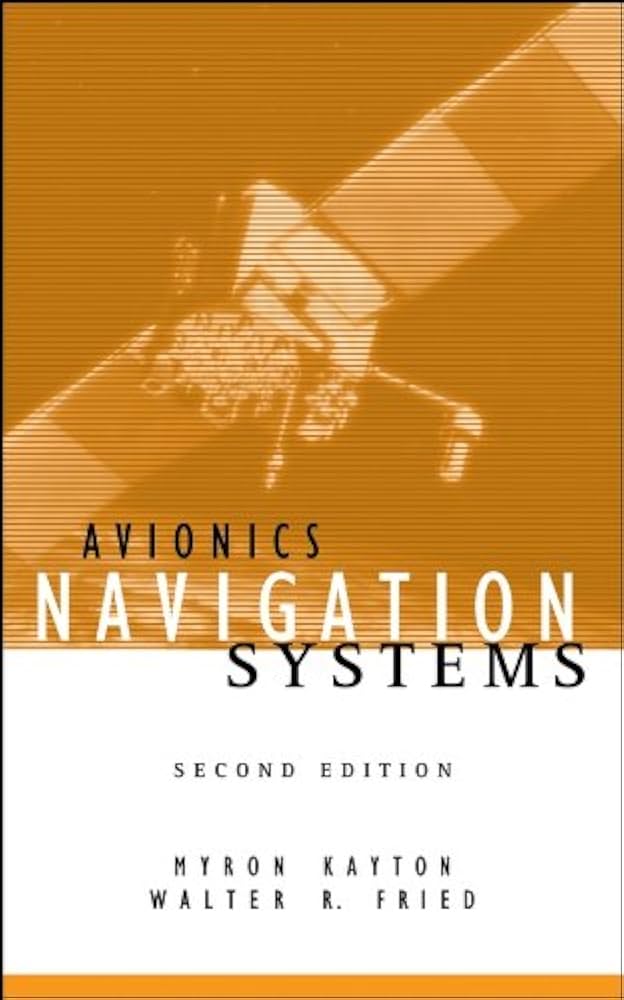 AVIONICS
NAVIGATION
SYSTEMS
SECOND EDITION
MYRON KAYTON
WALTER R. FRIED